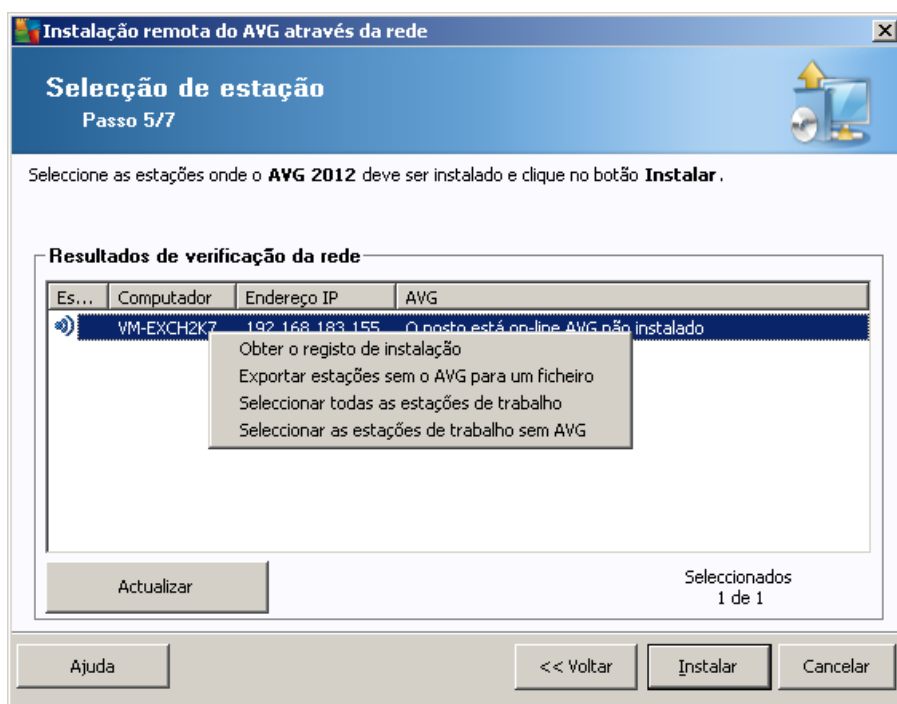 Instalação remota do AVG através da rede
Selecção de estação
Passo 5/7
Seleccione as estações onde o AVG 2012 deve ser instalado e clique no botão Instalar.
Resultados de verificação da rede
Es... Computador Endereço IP AVG
VM-EXCH2K7 192.168.183.155 O posto está on-line AVG não instalado
Obter o registo de instalação
Exportar estações sem o AVG para um ficheiro
Seleccionar todas as estações de trabalho
Seleccionar as estações de trabalho sem AVG
Actualizar
Seleccionados
1 de 1
Ajuda << Voltar Instalar Cancelar